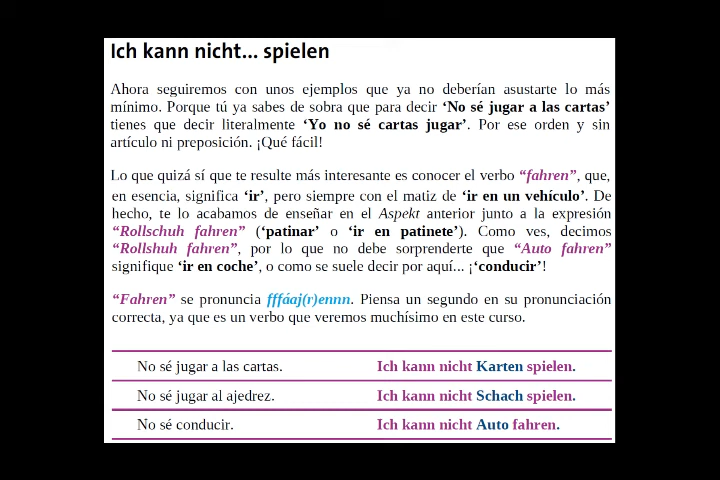 Ich kann nicht... spielen
Ahora seguiremos con unos ejemplos que ya no deberían asustarte lo más
mínimo. Porque tú ya sabes de sobra que para decir ‘No sé jugar a las cartas’
tienes que decir literalmente ‘Yo no sé cartas jugar’. Por ese orden y sin
artículo ni preposición. ¡Qué fácil!
Lo que quizá sí que te resulte más interesante es conocer el verbo “fahren”, que,
en esencia, significa ‘ir’, pero siempre con el matiz de ‘ir en un vehículo’. De
hecho, te lo acabamos de enseñar en el Aspekt anterior junto a la expresión
“Rollschuh fahren” (‘patinar’ o ‘ir en patinete’). Como ves, decimos
“Rollshuh fahren”, por lo que no debe sorprenderte que “Auto fahren”
signifique ‘ir en coche’, o como se suele decir por aquí... ¡‘conducir’!
“Fahren” se pronuncia fffáaj(r)ennn. Piensa un segundo en su pronunciación
correcta, ya que es un verbo que veremos muchísimo en este curso.
No sé jugar a las cartas. Ich kann nicht Karten spielen.
No sé jugar al ajedrez. Ich kann nicht Schach spielen.
No sé conducir. Ich kann nicht Auto fahren.